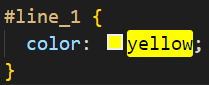 #line_1 {
color: yellow;
}